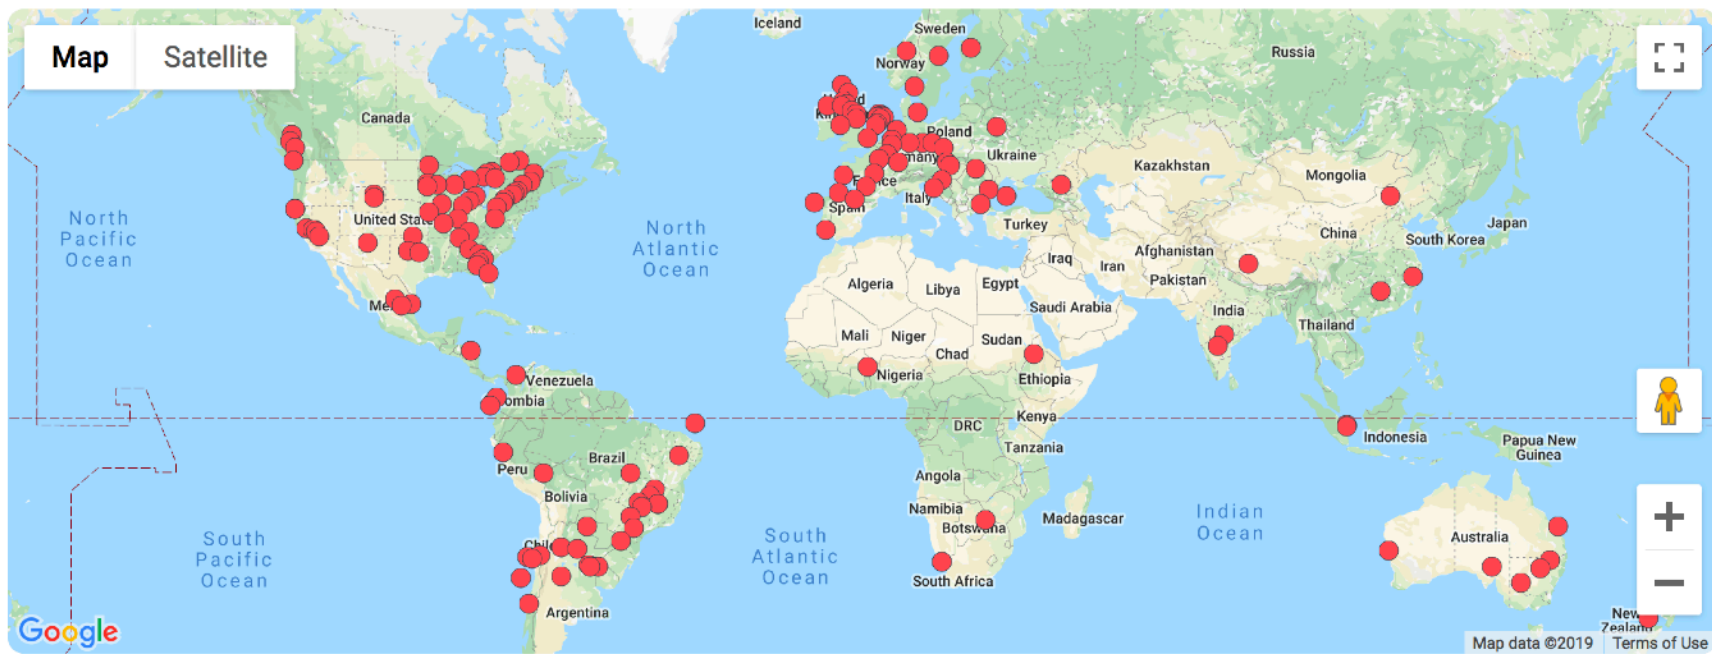 Map
Satellite
Iceland
Sweden
Norway
Russia
Canada
Poland
Ukraine
Kazakhstan
Mongolia
North
Pacific
Ocean
North
Atlantic
Ocean
Italy
Turkey
China
Japan
South Korea
Afghanistan
Iraq
Iran
Pakistan
Algeria
Libya
Egypt
Saudi Arabia
India
Thailand
Mali
Niger
Sudan
Chad
Nigeria
Ethiopia
Venezuela
Kenya
DRC
Tanzania
Indonesia
Papua New
Guinea
Peru
Brazil
Bolivia
Angola
Namibia
Botswana
Madagascar
Indian
Ocean
South
Pacific
Ocean
South
Atlantic
Ocean
Australia
South Africa
Argentina
New
Zealand
Google
Map data ©2019
Terms of Use